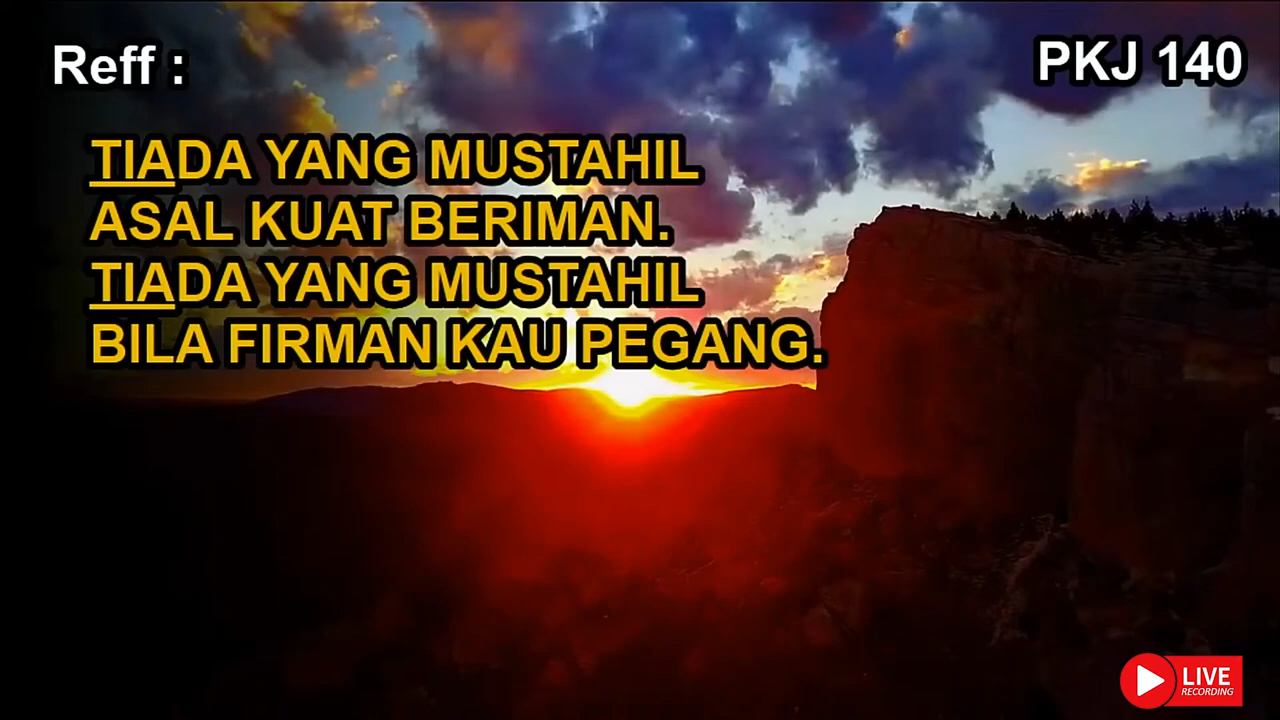 Reff :
PKJ 140
TIADA YANG MUSTAHIL
ASAL KUAT BERIMAN.
TIADA YANG MUSTAHIL
BILA FIRMAN KAU PEGANG.
LIVE
RECORDING